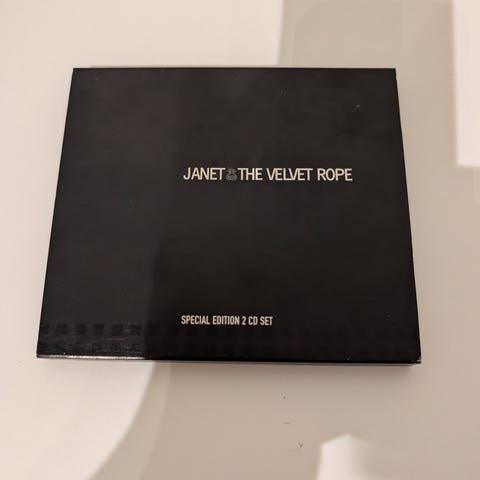 JANET THE VELVET ROPE
SPECIAL EDITION 2 CD SET